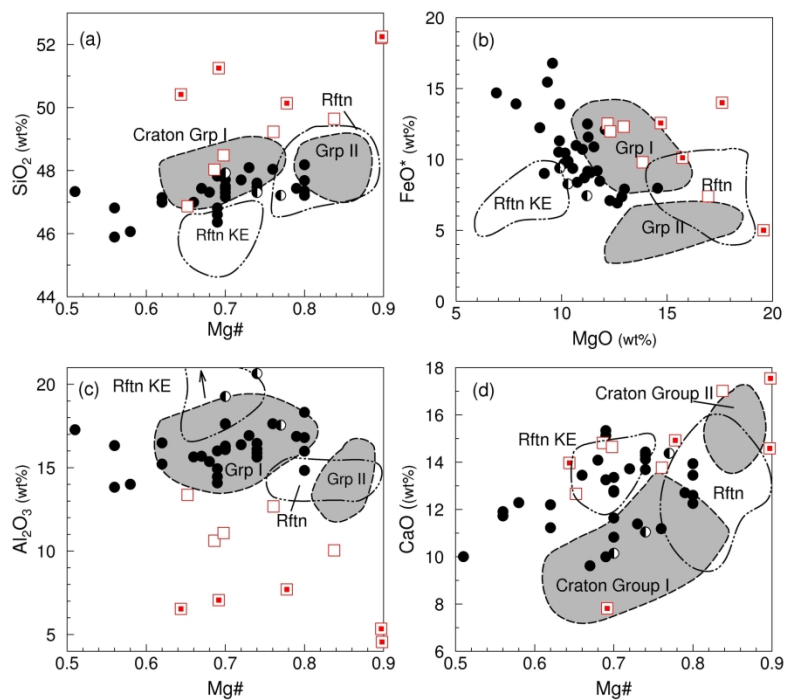 (a)
52
50
48
46
44
SiO2 (wt%)
Craton Grp I
Rftn
Grp II
Rftn KE
0.5 0.6 0.7 0.8 0.9
Mg#
(b)
20
15
10
5
0
FeO* (wt%)
Grp I
Rftn KE
Rftn
Grp II
5 10 15 20
MgO (wt%)
(c)
20
15
10
5
Al2O3 (wt%)
Rftn KE
Grp I
Grp II
Rftn
0.5 0.6 0.7 0.8 0.9
Mg#
(d)
18
16
14
12
10
8
6
CaO ((wt%)
Craton Group II
Rftn KE
Rftn
Craton Group I
0.5 0.6 0.7 0.8 0.9
Mg#